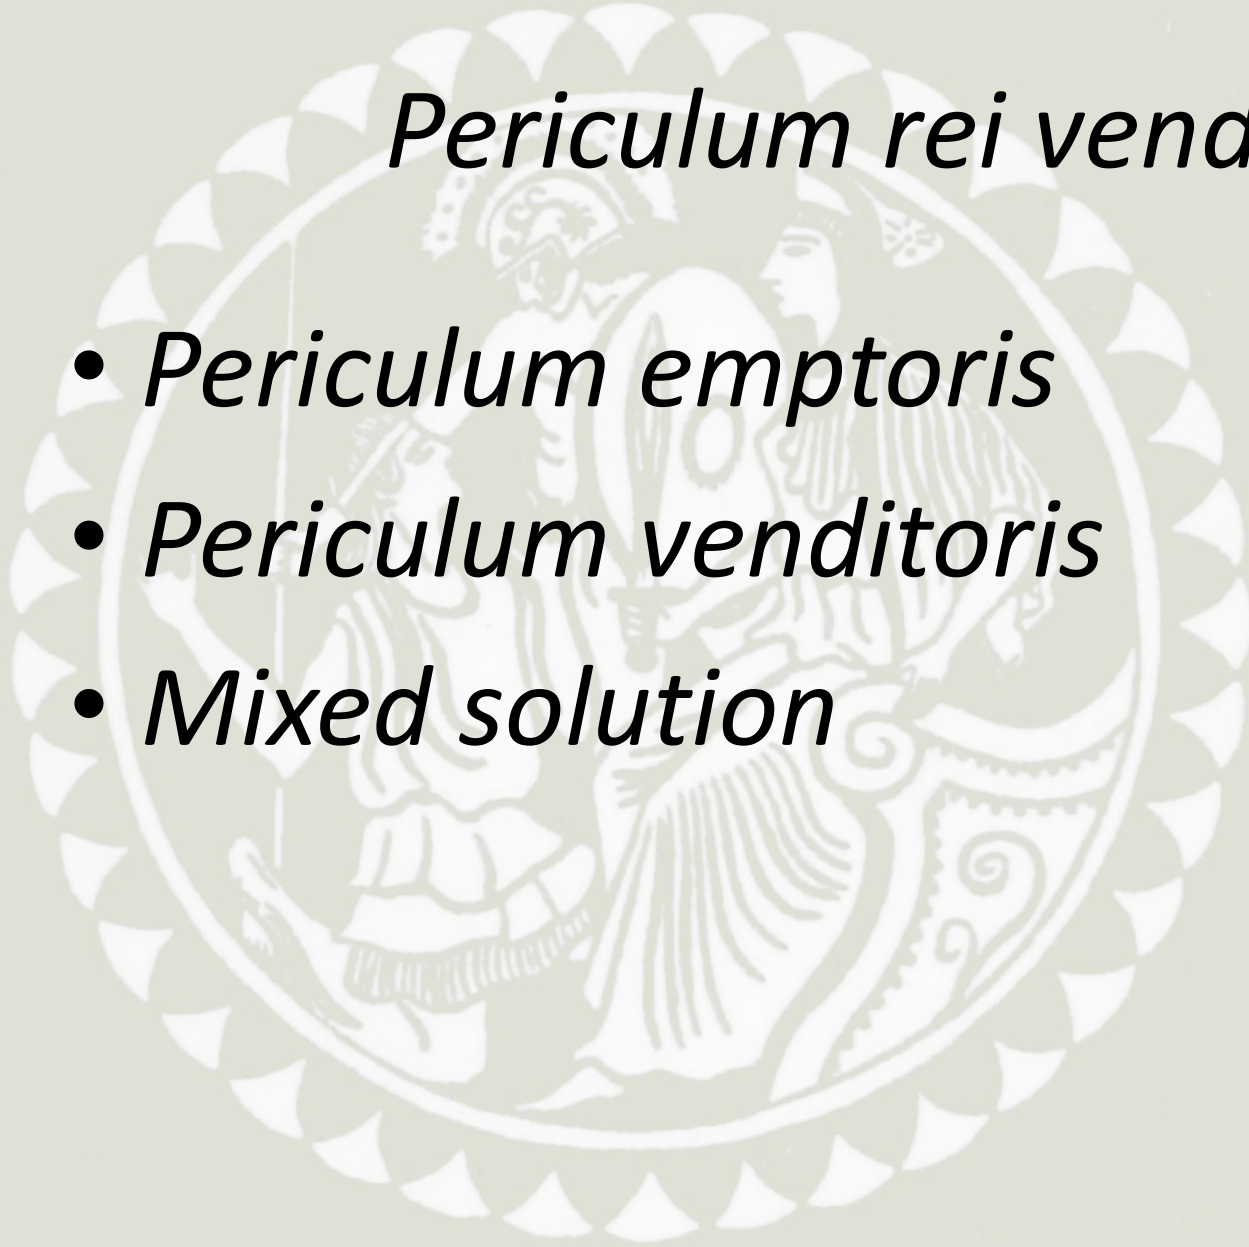 Periculum rei vend
• Periculum emptoris
• Periculum venditoris
• Mixed solution